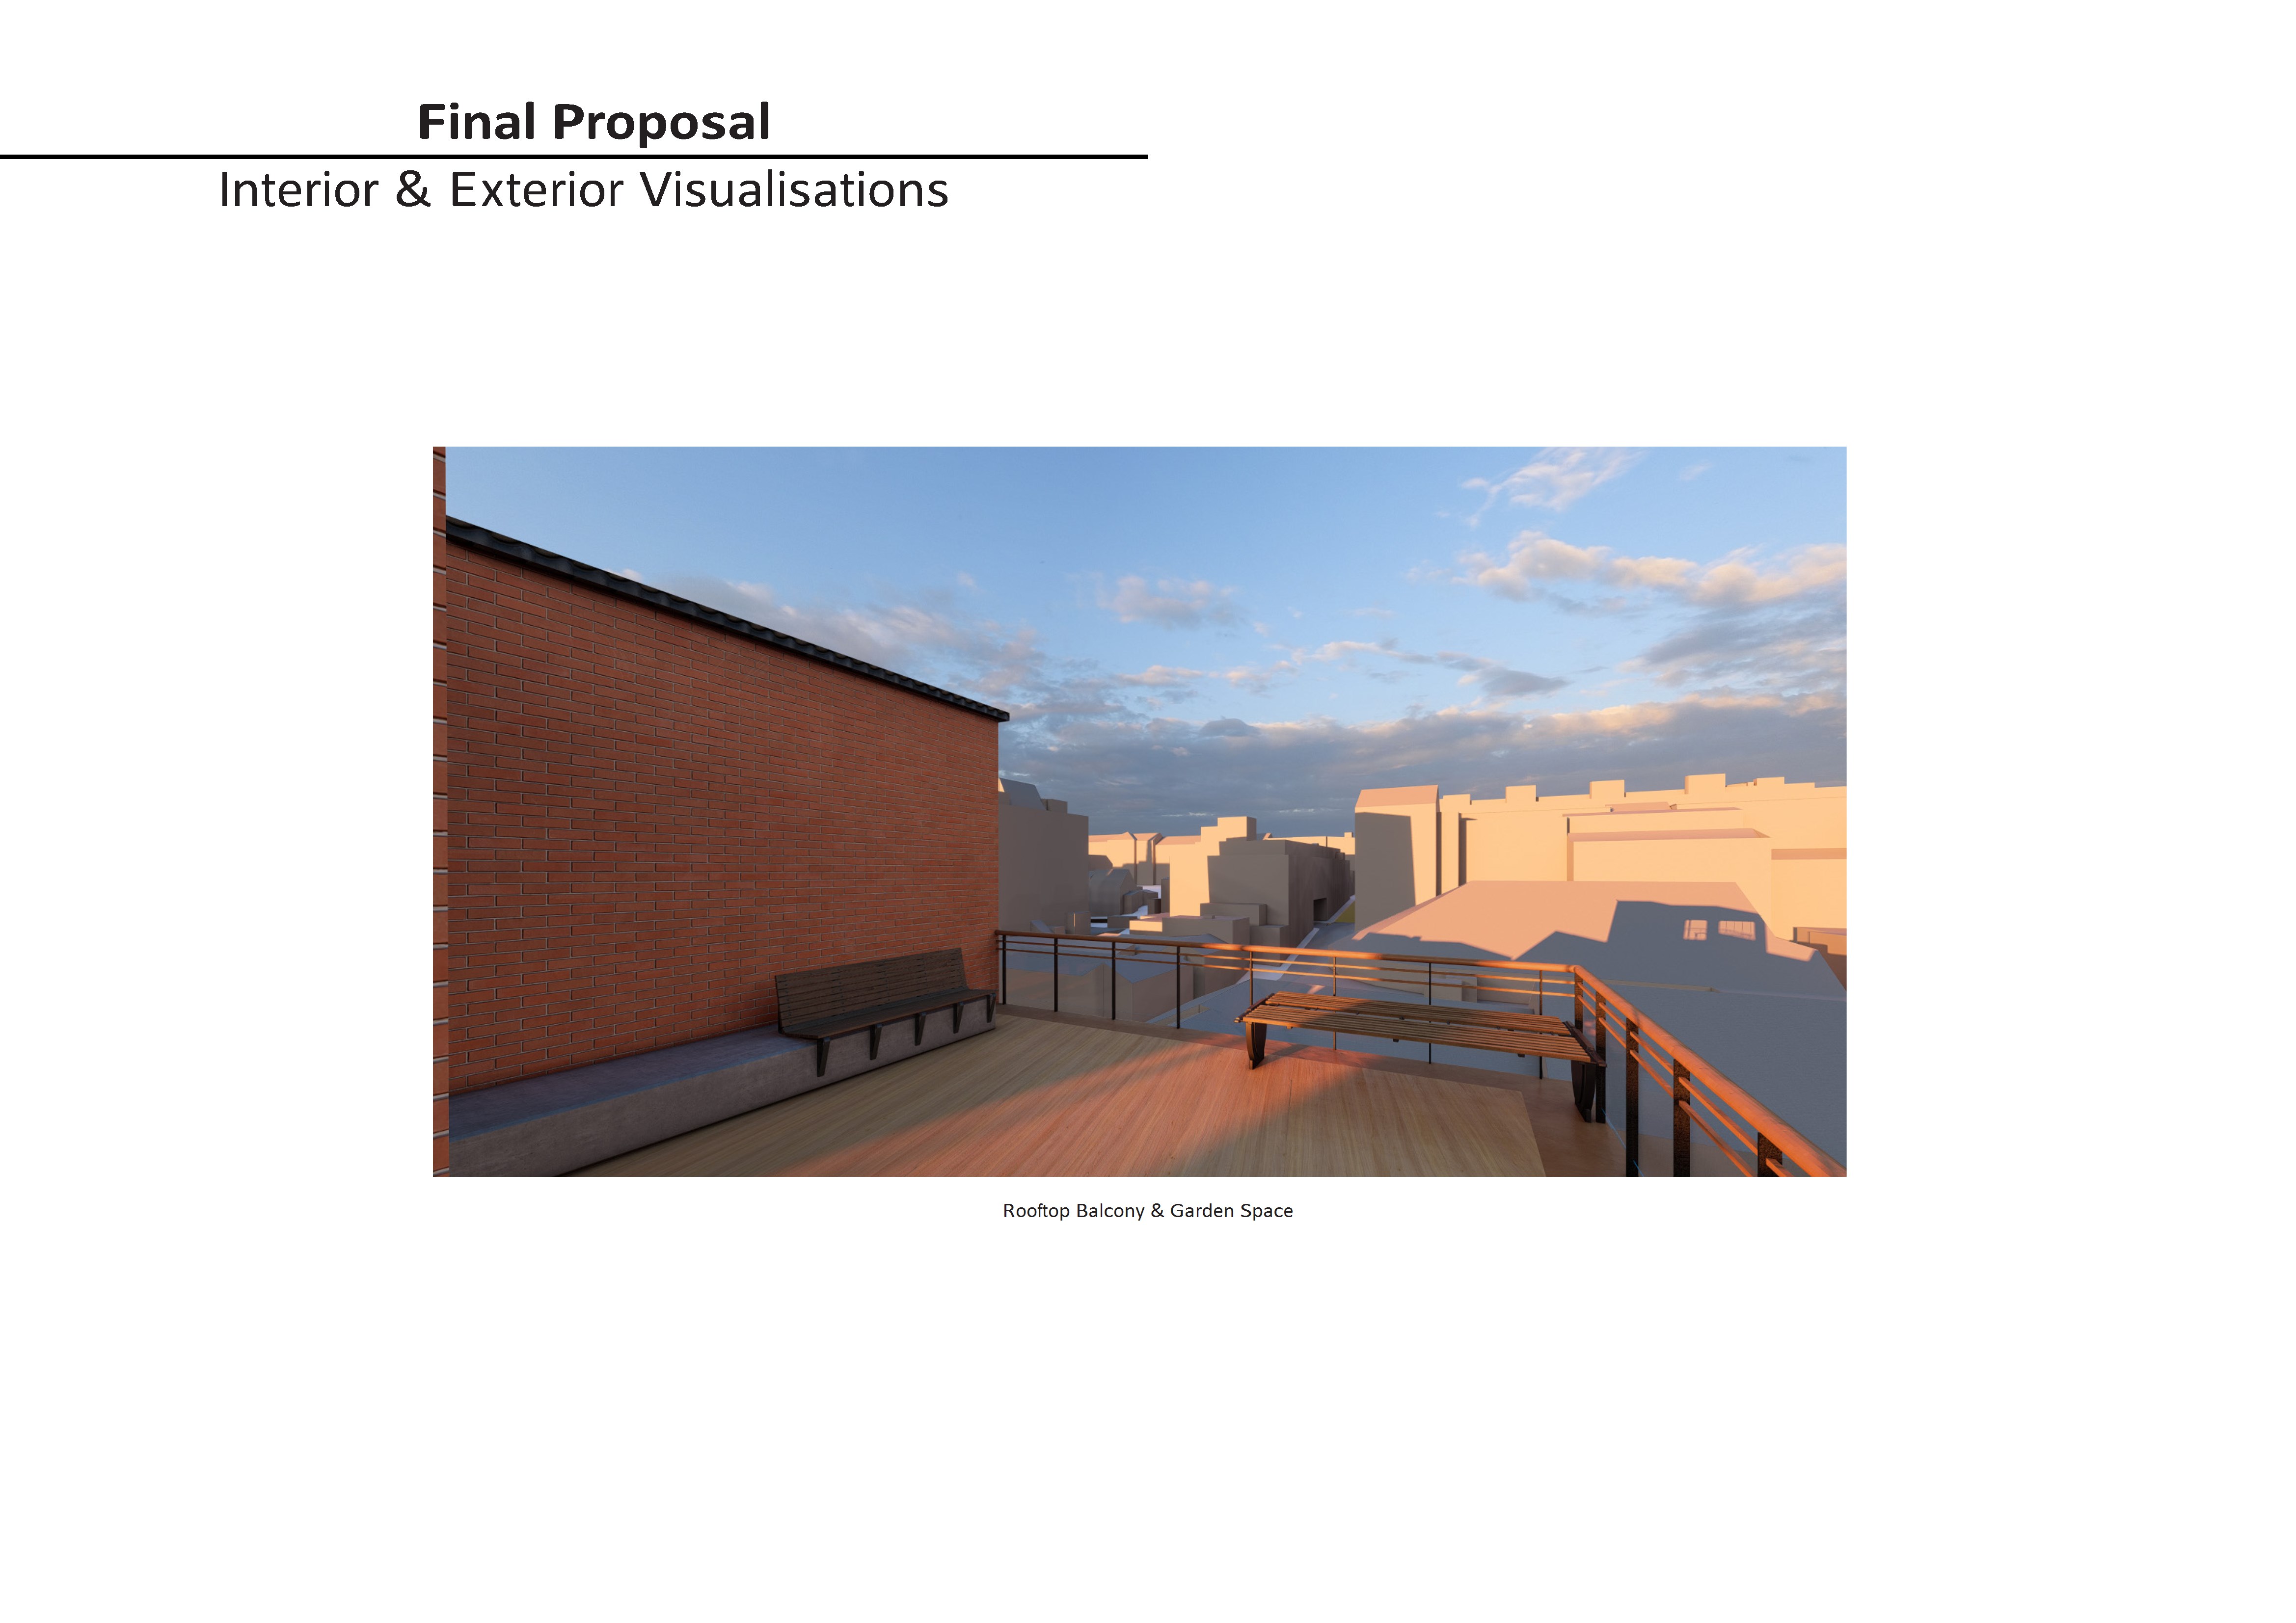 Final Proposal
Interior & Exterior Visualisations
Rooftop Balcony & Garden Space